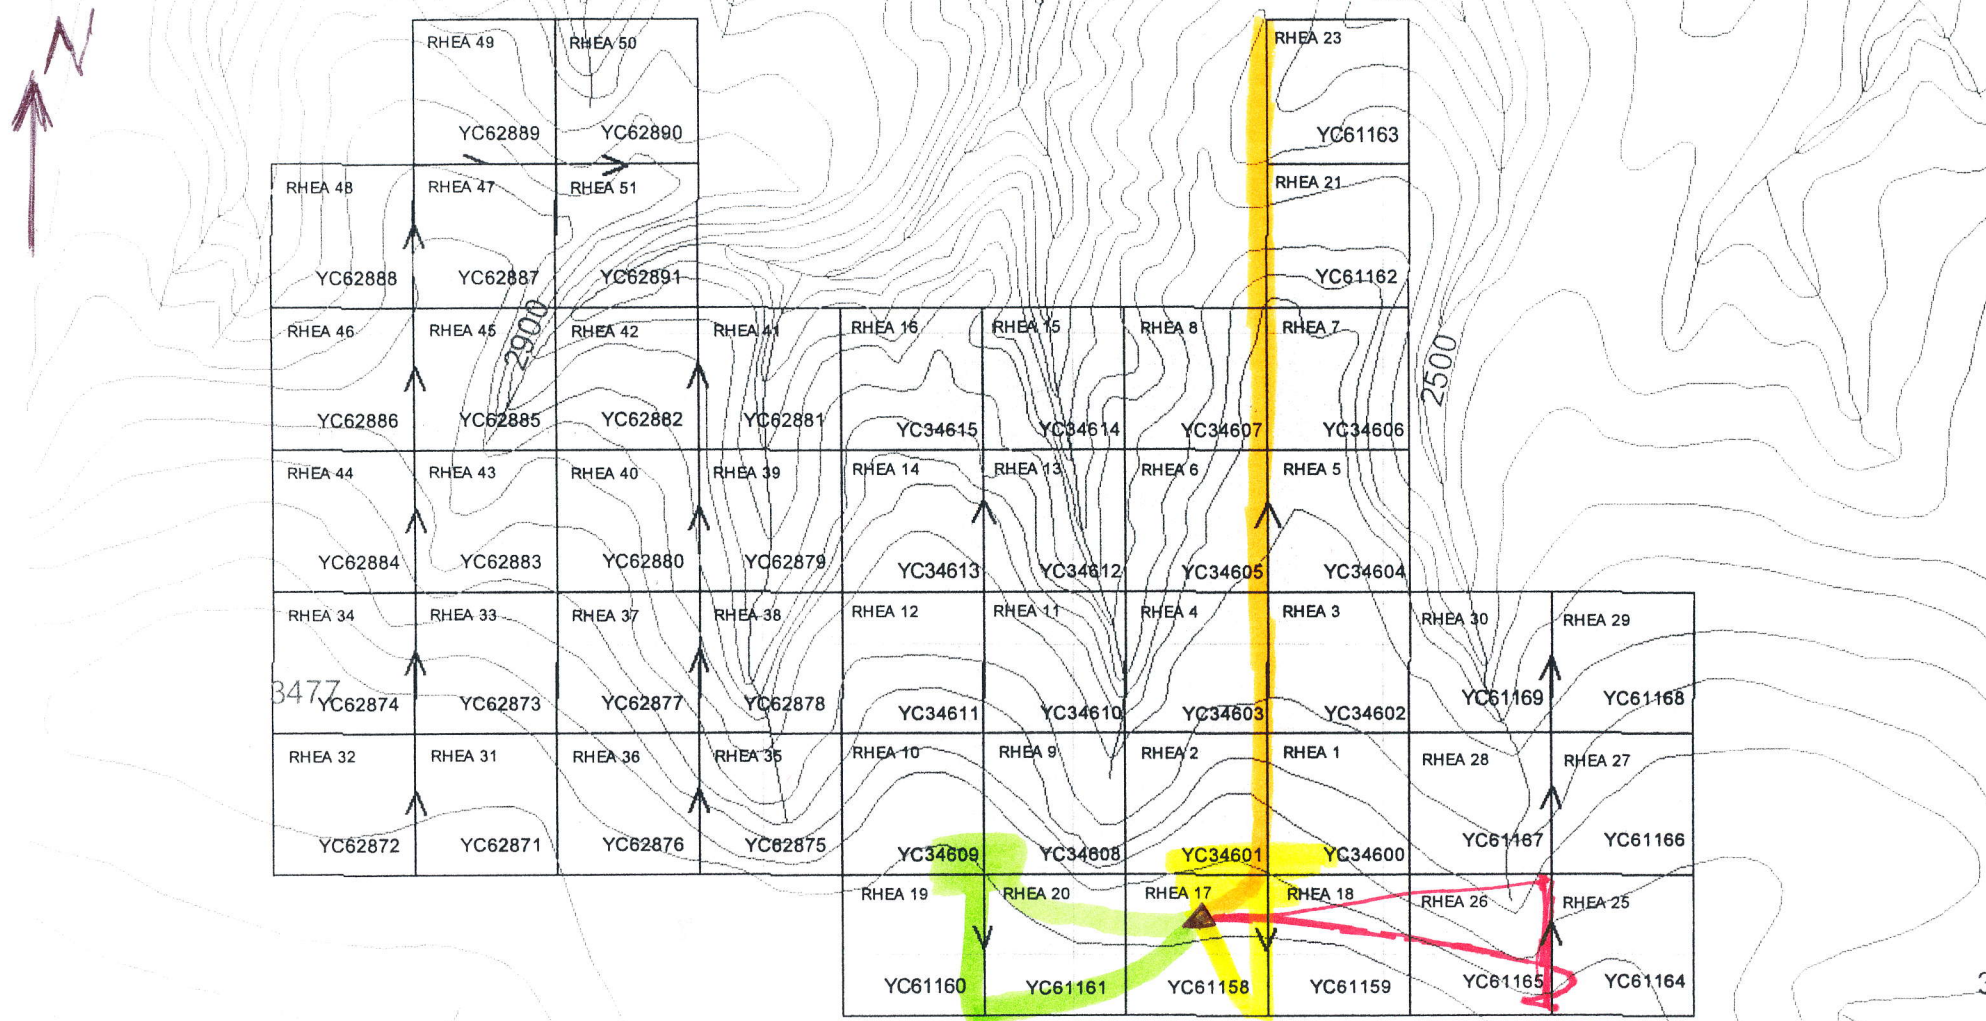 N
RHEA 49 RHEA 50 RHEA 23
YC62889 YC62890 YC61163
RHEA 48 RHEA 47 RHEA 51 RHEA 21
YC62888 YC62887 YC62891 YC61162
RHEA 46 RHEA 45 2900 RHEA 42 RHEA 41 RHEA 16 RHEA 15 RHEA 8 RHEA 7 2500
YC62886 YC62885 YC62882 YC62881 YC34615 YC34614 YC34607 YC34606
RHEA 44 RHEA 43 RHEA 40 RHEA 39 RHEA 14 RHEA 13 RHEA 6 RHEA 5
YC62884 YC62883 YC62880 YC62879 YC34613 YC34612 YC34605 YC34604
RHEA 34 RHEA 33 RHEA 37 RHEA 38 RHEA 12 RHEA 11 RHEA 4 RHEA 3 RHEA 30 RHEA 29
3477 YC62874 YC62873 YC62877 YC62878 YC34611 YC34610 YC34603 YC34602 YC61169 YC61168
RHEA 32 RHEA 31 RHEA 36 RHEA 35 RHEA 10 RHEA 9 RHEA 2 RHEA 1 RHEA 28 RHEA 27
YC62872 YC62871 YC62876 YC62875 YC34609 YC34608 YC34601 YC34600 YC61167 YC61166
RHEA 19 RHEA 20 RHEA 17 RHEA 18 RHEA 26 RHEA 25
YC61160 YC61161 YC61158 YC61159 YC61165 YC61164